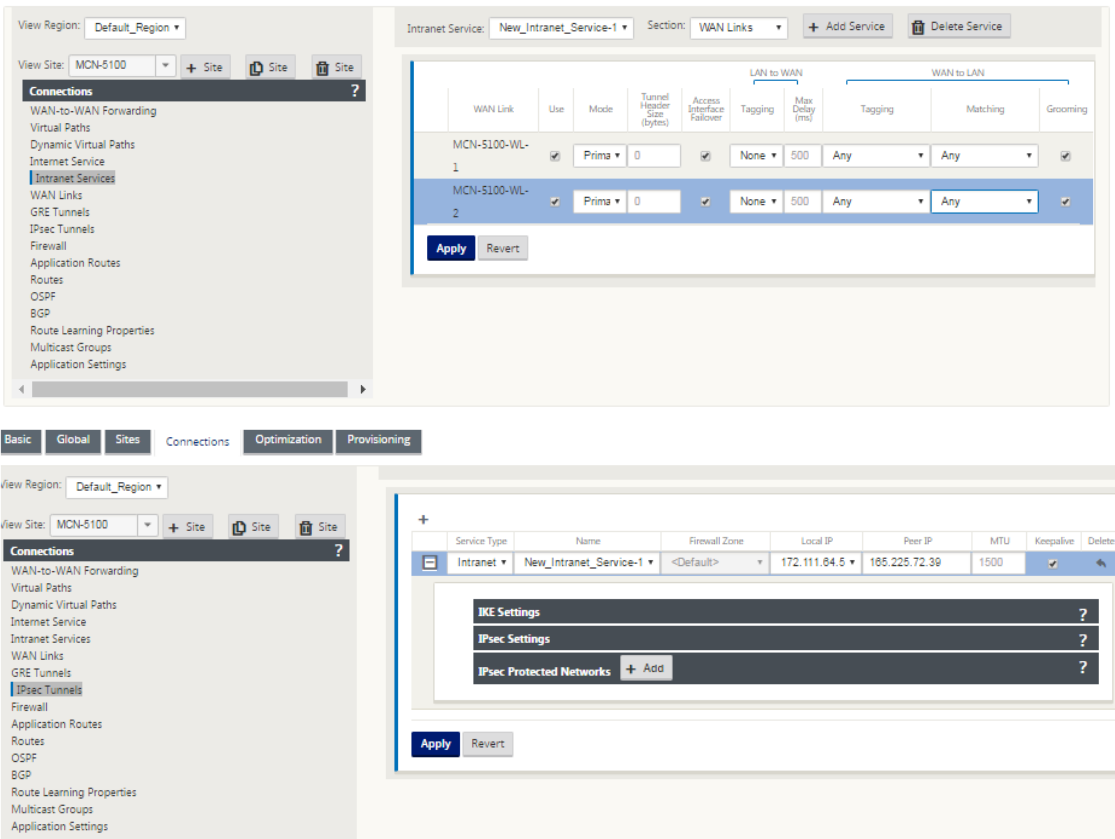 View Region: Default_Region
Intranet Service: New_Intranet_Service-1 Section: WAN Links + Add Service Delete Service
View Site: MCN-5100 + Site Site Site
Connections ?
WAN-to-WAN Forwarding
Virtual Paths
Dynamic Virtual Paths
Internet Service
Intranet Services
WAN Links
GRE Tunnels
IPsec Tunnels
Firewall
Application Routes
Routes
OSPF
BGP
Route Learning Properties
Multicast Groups
Application Settings
LAN to WAN WAN to LAN
WAN Link Use Mode Tunnel Header Size (bytes) Access Interface Failover Tagging Max Delay (ms) Tagging Matching Grooming
MCN-5100-WL-1 Prima 0 None 500 Any Any
MCN-5100-WL-2 Prima 0 None 500 Any Any
Apply Revert
Basic Global Sites Connections Optimization Provisioning
View Region: Default_Region
View Site: MCN-5100 + Site Site Site
Connections ?
WAN-to-WAN Forwarding
Virtual Paths
Dynamic Virtual Paths
Internet Service
Intranet Services
WAN Links
GRE Tunnels
IPsec Tunnels
Firewall
Application Routes
Routes
OSPF
BGP
Route Learning Properties
Multicast Groups
Application Settings
+
Service Type Name Firewall Zone Local IP Peer IP MTU Keepalive Delete
Intranet New_Intranet_Service-1 <Default> 172.111.64.5 165.225.72.39 1500
IKE Settings ?
IPsec Settings ?
IPsec Protected Networks + Add ?
Apply Revert